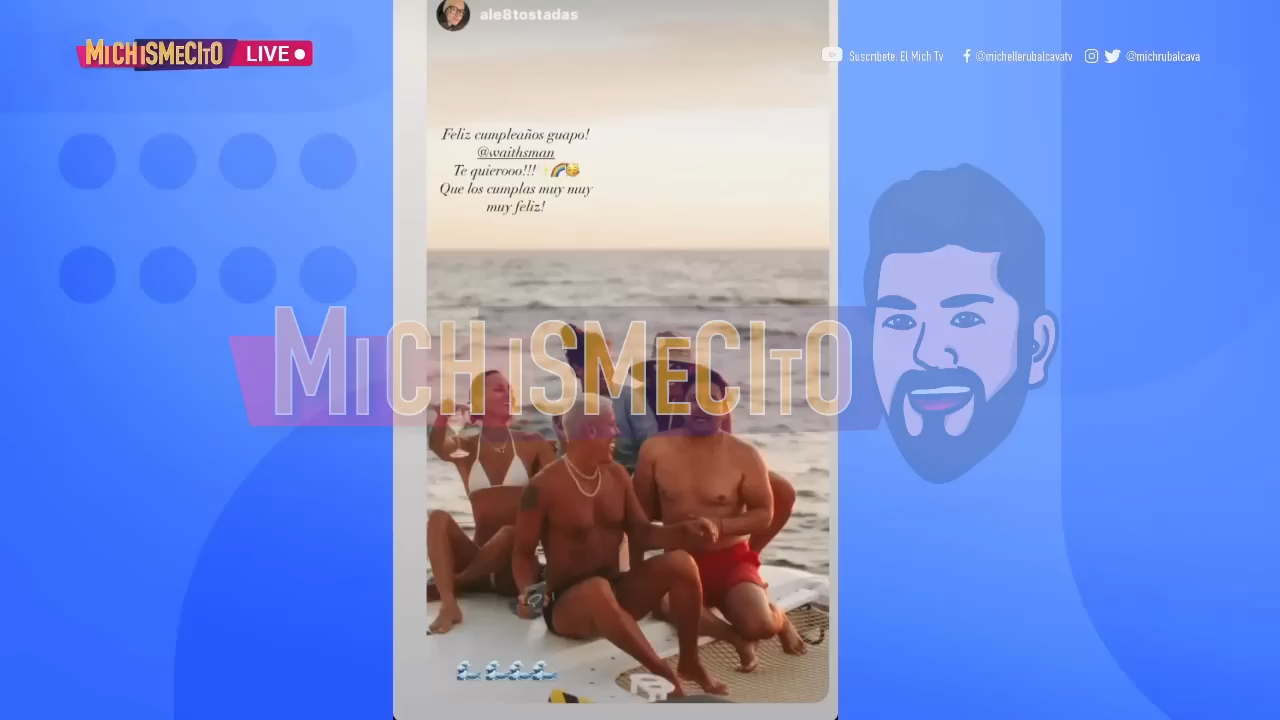 ale8tostadas
MICHISMECITO LIVE
Suscribete: El Mich Tv @michellerubalcavatv @michrubalcava
Feliz cumpleaños guapo!
@waithsman
Te quierooo!!!
Que los cumplas muy muy
muy feliz!
MICHISMECITO